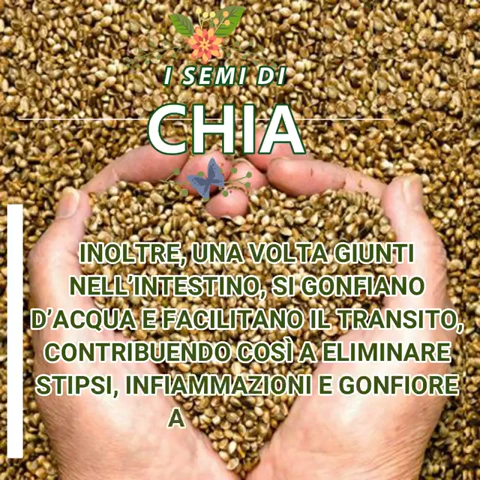 I SEMI DI
CHIA
INOLTRE, UNA VOLTA GIUNTI
NELL'INTESTINO, SI GONFIANO
D'ACQUA E FACILITANO IL TRANSITO,
CONTRIBUENDO COSÌ A ELIMINARE
STIPSI, INFIAMMAZIONI E GONFIORE
A